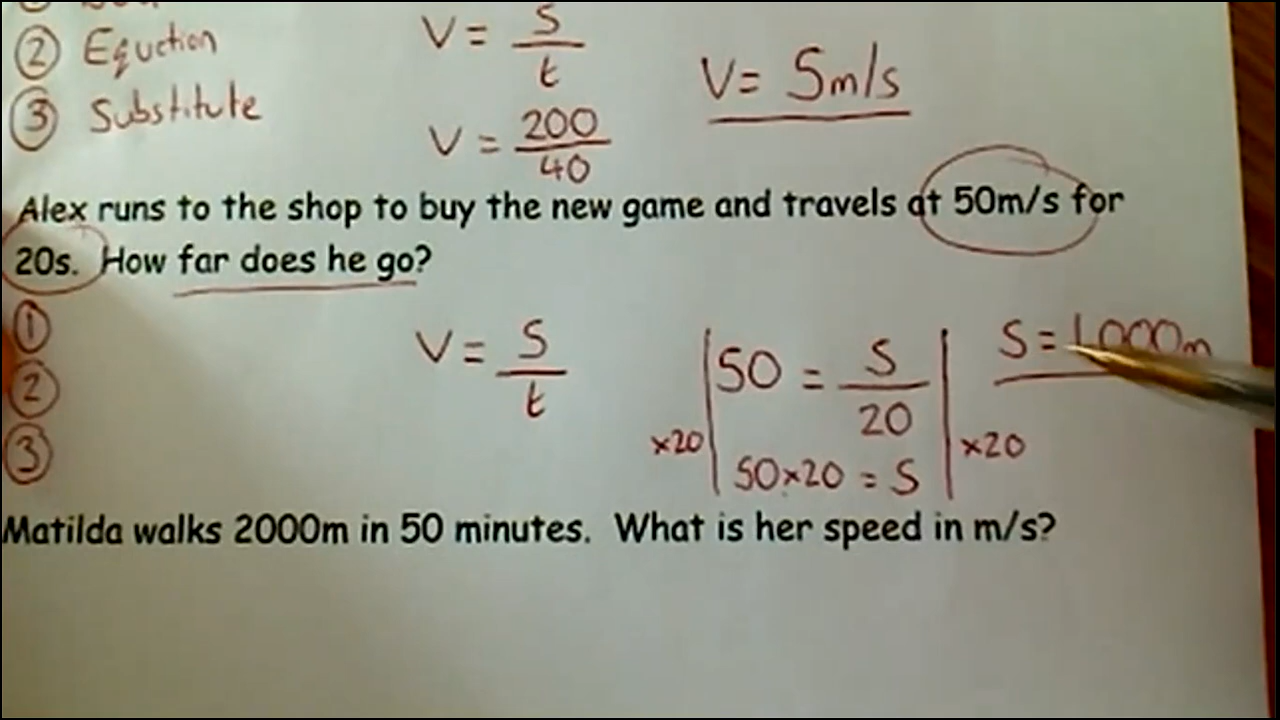 ② Equction
③ Substitute
V = S/t
V = 200/40
V = 5m/s
Alex runs to the shop to buy the new game and travels at 50m/s for
20s. How far does he go?
①
②
③
V = S/t
×20 | 50 = S/20 | ×20
50×20 = S
S = 1000m
Matilda walks 2000m in 50 minutes. What is her speed in m/s?